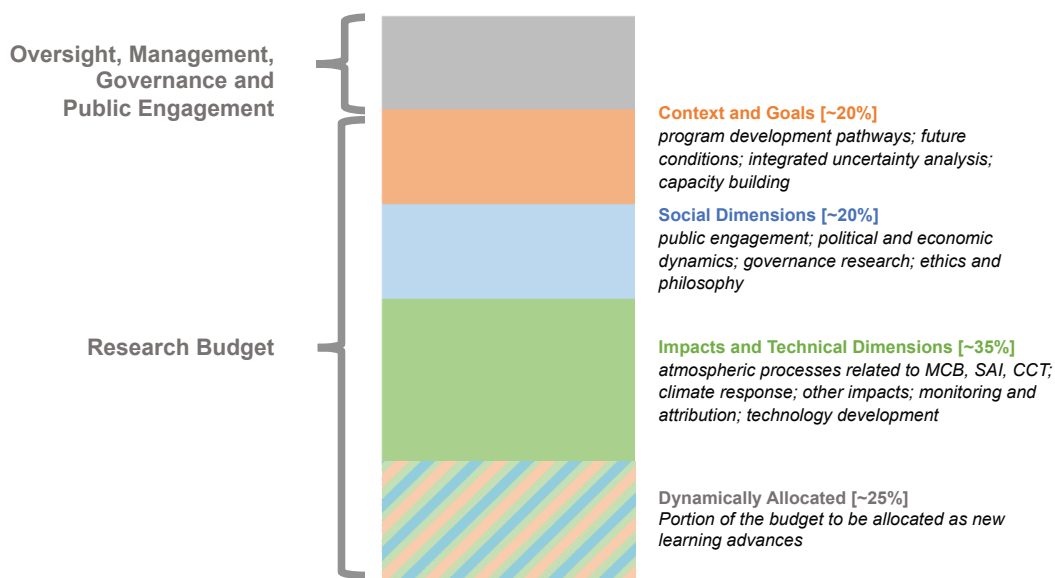 Oversight, Management,
Governance and
Public Engagement
Context and Goals [~20%]
program development pathways; future
conditions; integrated uncertainty analysis;
capacity building
Social Dimensions [~20%]
public engagement; political and economic
dynamics; governance research; ethics and
philosophy
Research Budget
Impacts and Technical Dimensions [~35%]
atmospheric processes related to MCB, SAI, CCT;
climate response; other impacts; monitoring and
attribution; technology development
Dynamically Allocated [~25%]
Portion of the budget to be allocated as new
learning advances